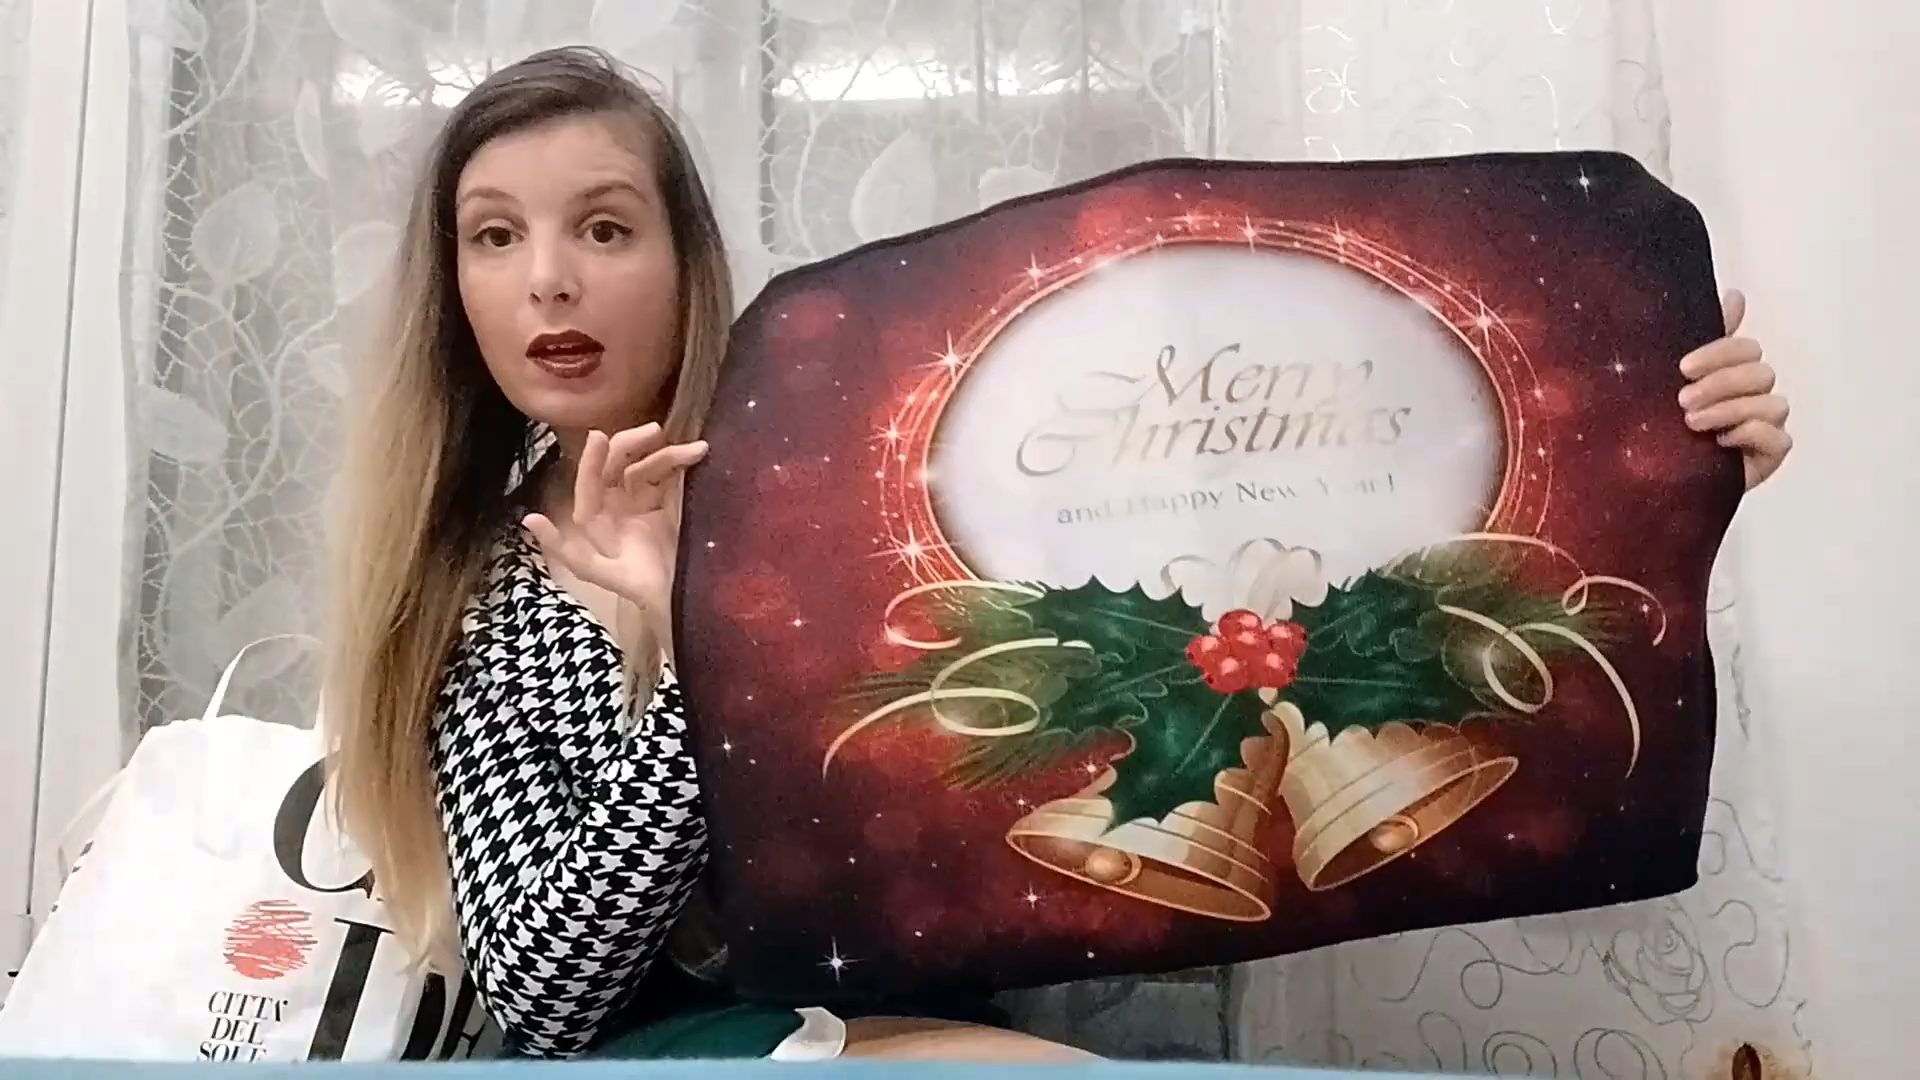 Merry
Christmas
and Happy New Year!
CITTA'
DEL
SOLE